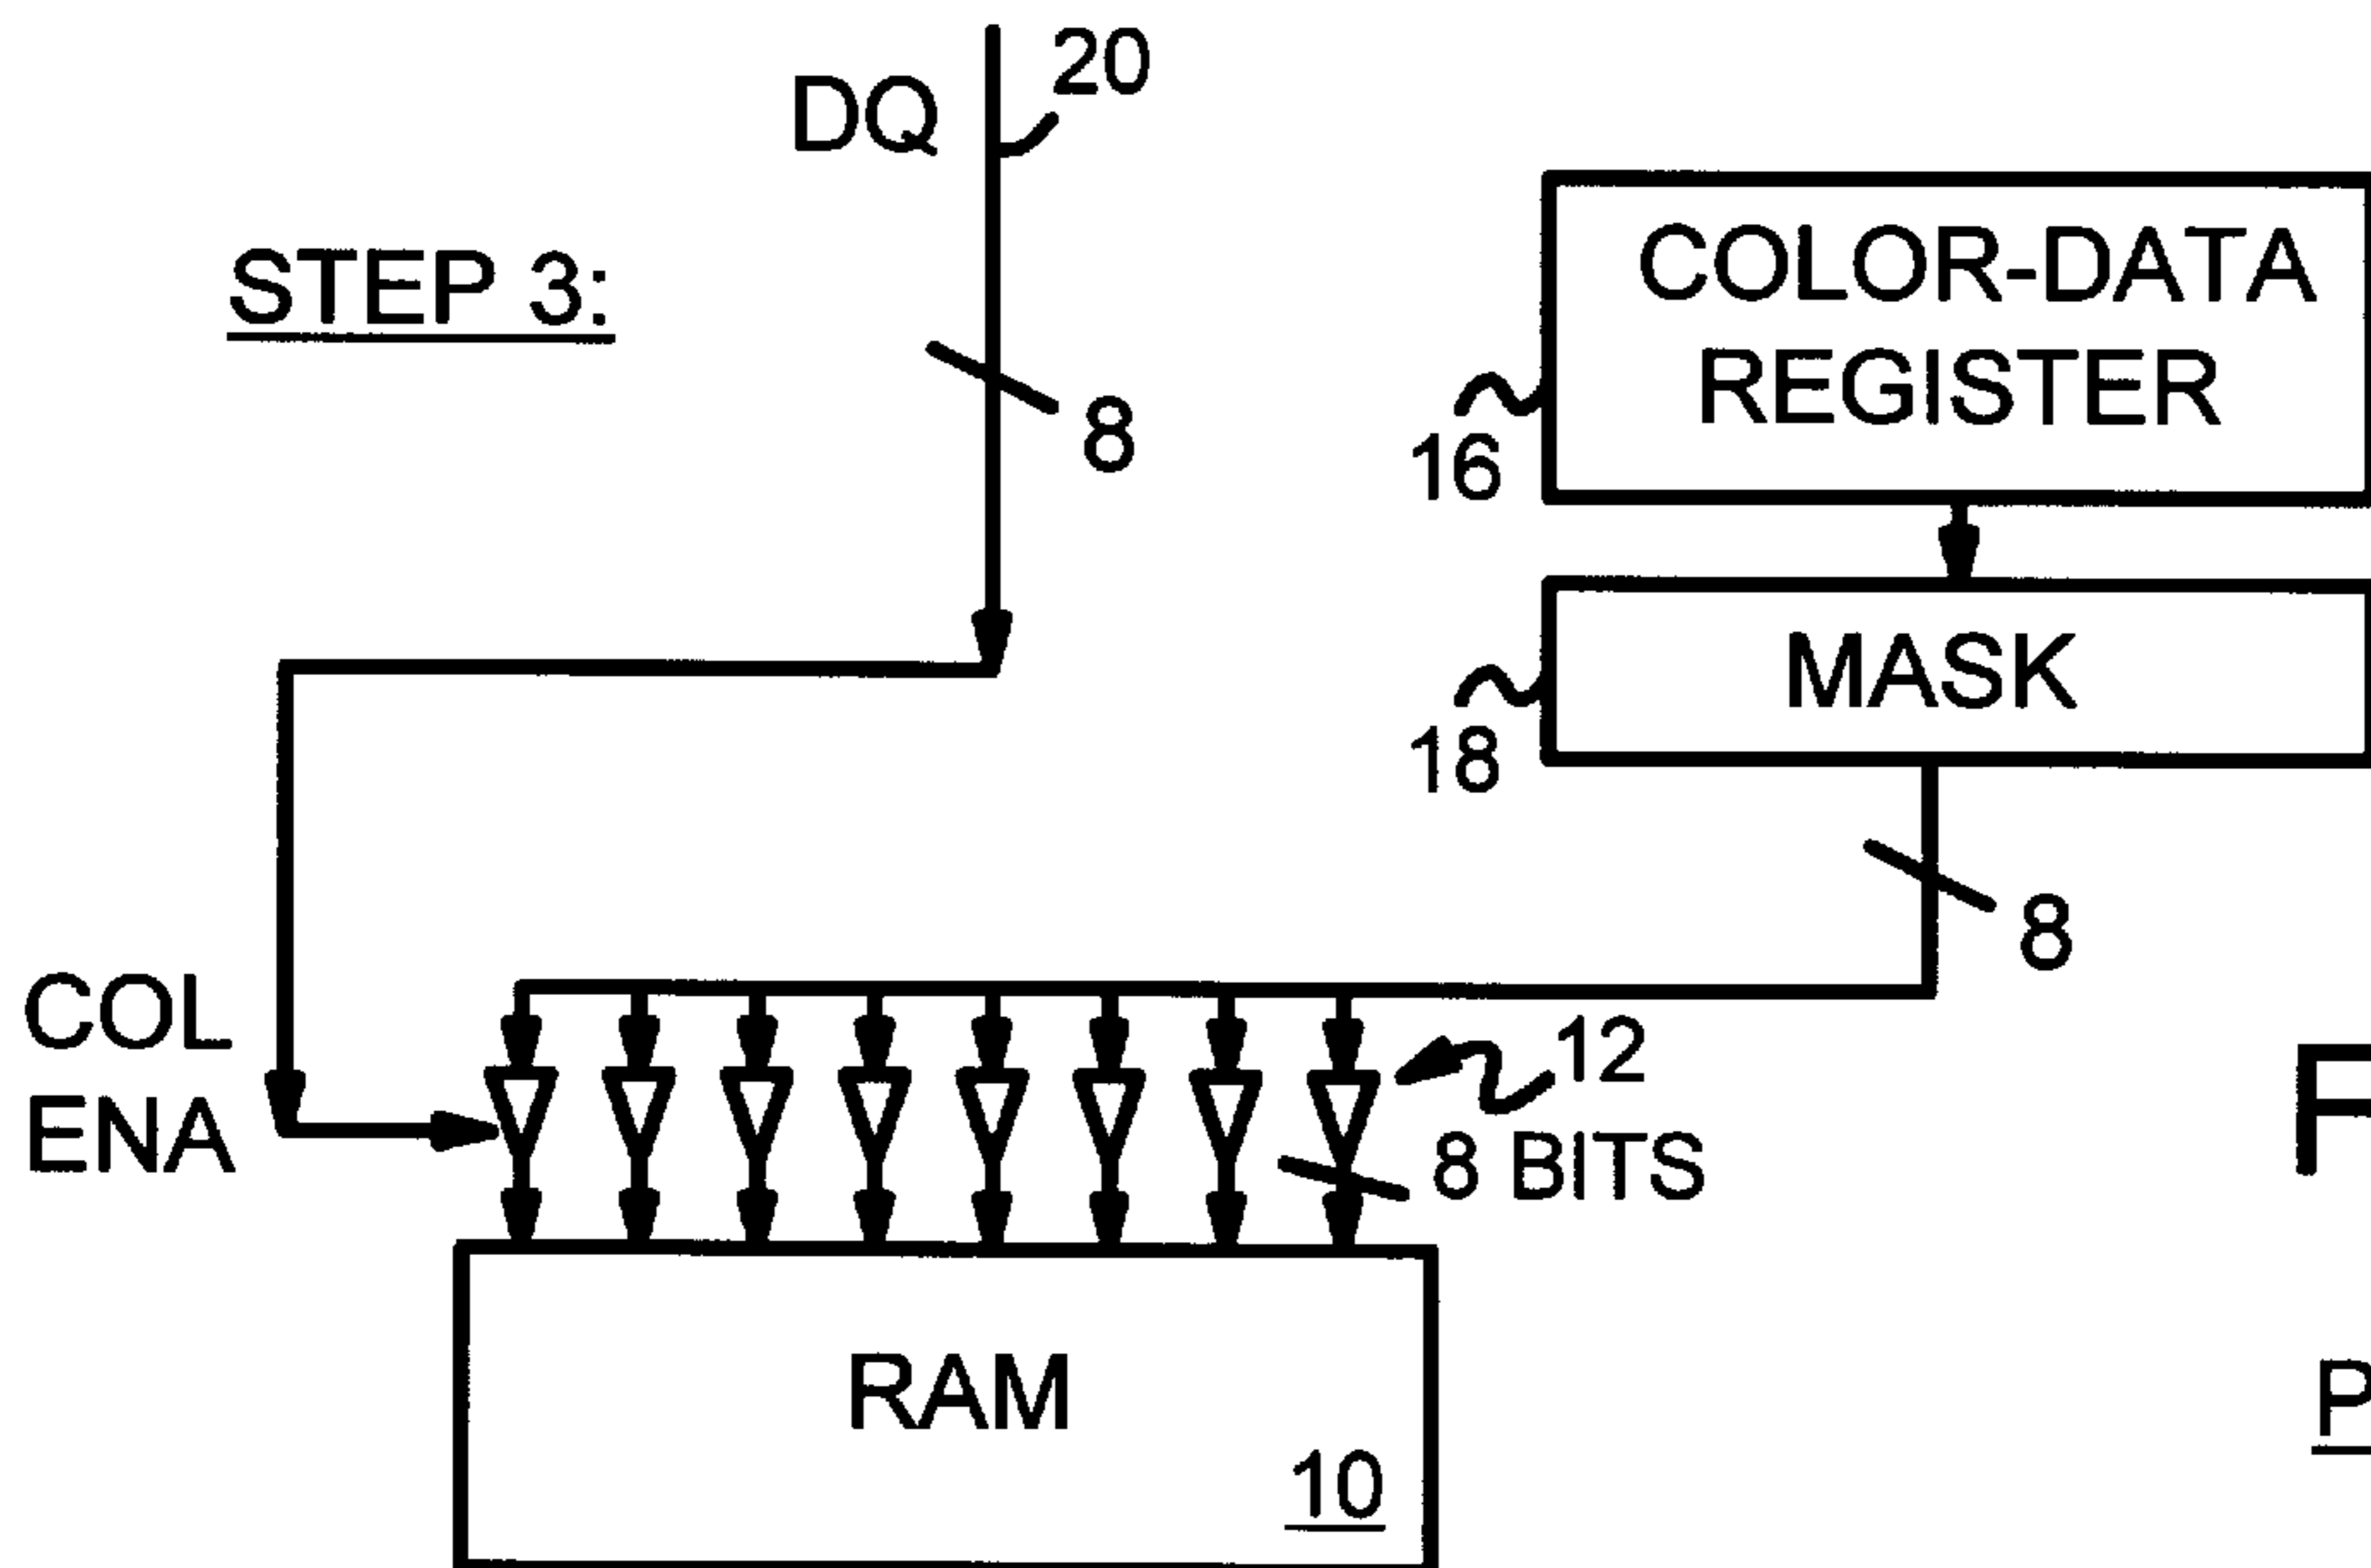 DQ
20
STEP 3:
8
COLOR-DATA
REGISTER
16
MASK
18
8
COL
ENA
12
8 BITS
F
RAM
P
10